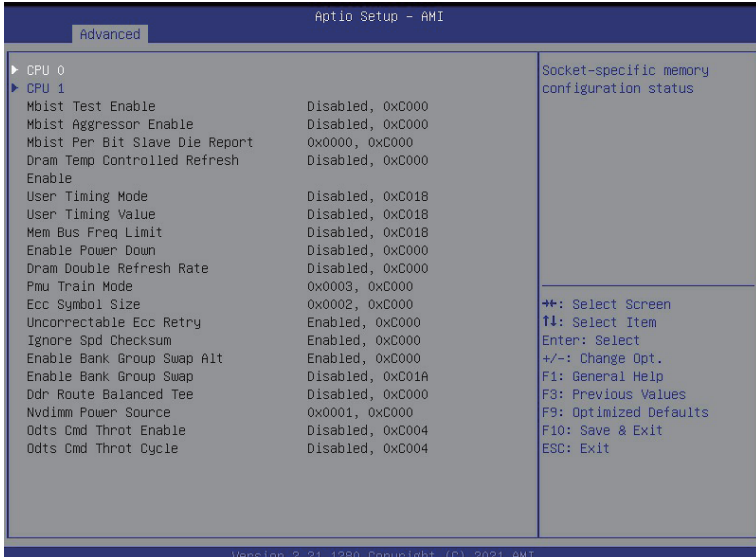 Aptio Setup – AMI
Advanced
▶ CPU 0
▶ CPU 1
Mbist Test Enable Disabled, 0xC000
Mbist Aggressor Enable Disabled, 0xC000
Mbist Per Bit Slave Die Report 0x0000, 0xC000
Dram Temp Controlled Refresh Disabled, 0xC000
Enable
User Timing Mode Disabled, 0xC018
User Timing Value Disabled, 0xC018
Mem Bus Freq Limit Disabled, 0xC018
Enable Power Down Disabled, 0xC000
Dram Double Refresh Rate Disabled, 0xC000
Pmu Train Mode 0x0003, 0xC000
Ecc Symbol Size 0x0002, 0xC000
Uncorrectable Ecc Retry Enabled, 0xC000
Ignore Spd Checksum Enabled, 0xC000
Enable Bank Group Swap Alt Enabled, 0xC000
Enable Bank Group Swap Disabled, 0xC01A
Ddr Route Balanced Tee Disabled, 0xC000
Nvdimm Power Source 0x0001, 0xC000
Odts Cmd Throt Enable Disabled, 0xC004
Odts Cmd Throt Cycle Disabled, 0xC004
Socket-specific memory
configuration status
→←: Select Screen
↑↓: Select Item
Enter: Select
+/-: Change Opt.
F1: General Help
F3: Previous Values
F9: Optimized Defaults
F10: Save & Exit
ESC: Exit
Version 2.21.1280 Copyright (C) 2021 AMI